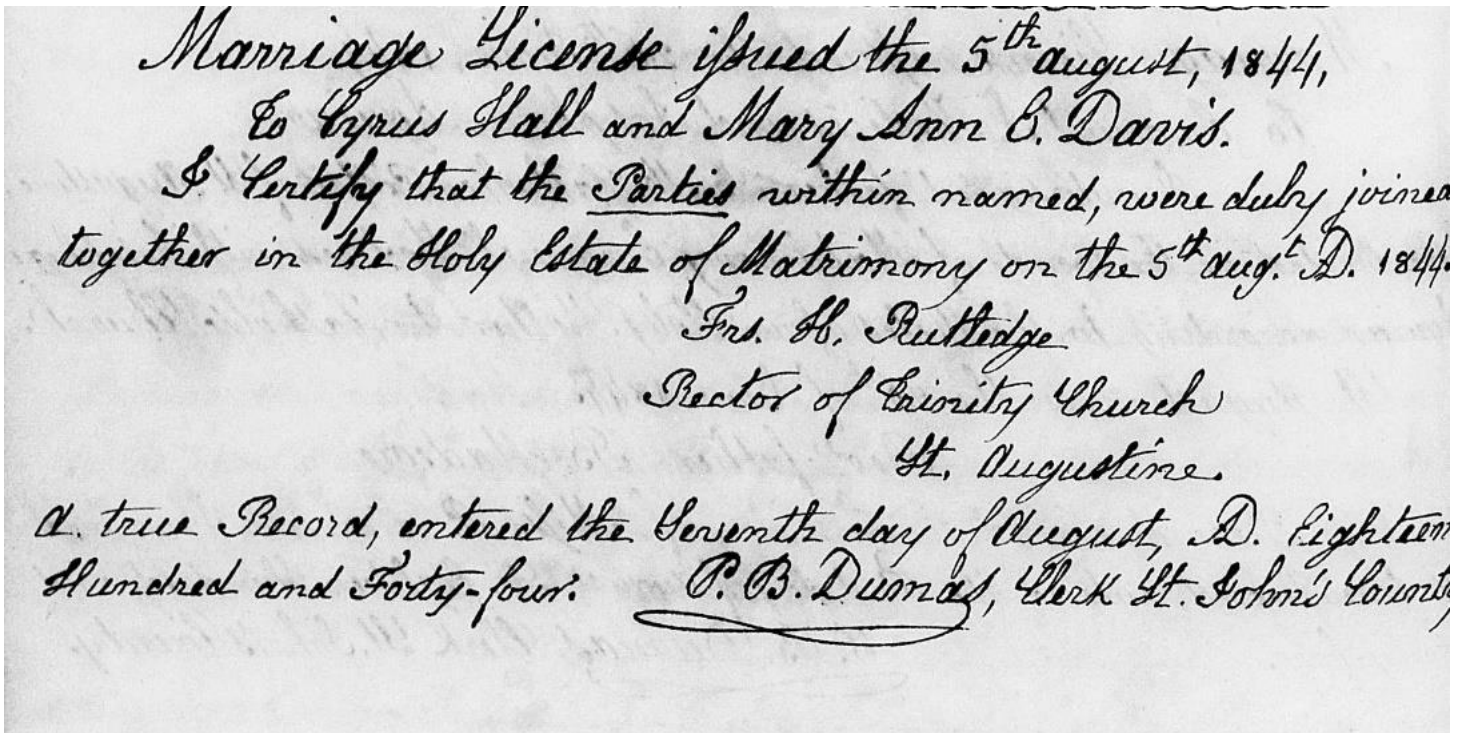 Marriage License issued the 5th August, 1844,
To Cyrus Hall and Mary Ann E. Davis.
I Certify that the Parties within named, were duly joined
together in the Holy Estate of Matrimony on the 5th Aug.t A.D. 1844.
Frs. H. Rutledge
Rector of Trinity Church
St. Augustine.
A true Record, entered the Seventh day of August, A.D. Eighteen
Hundred and Forty-four. P. B. Dumas, Clerk St. John's County